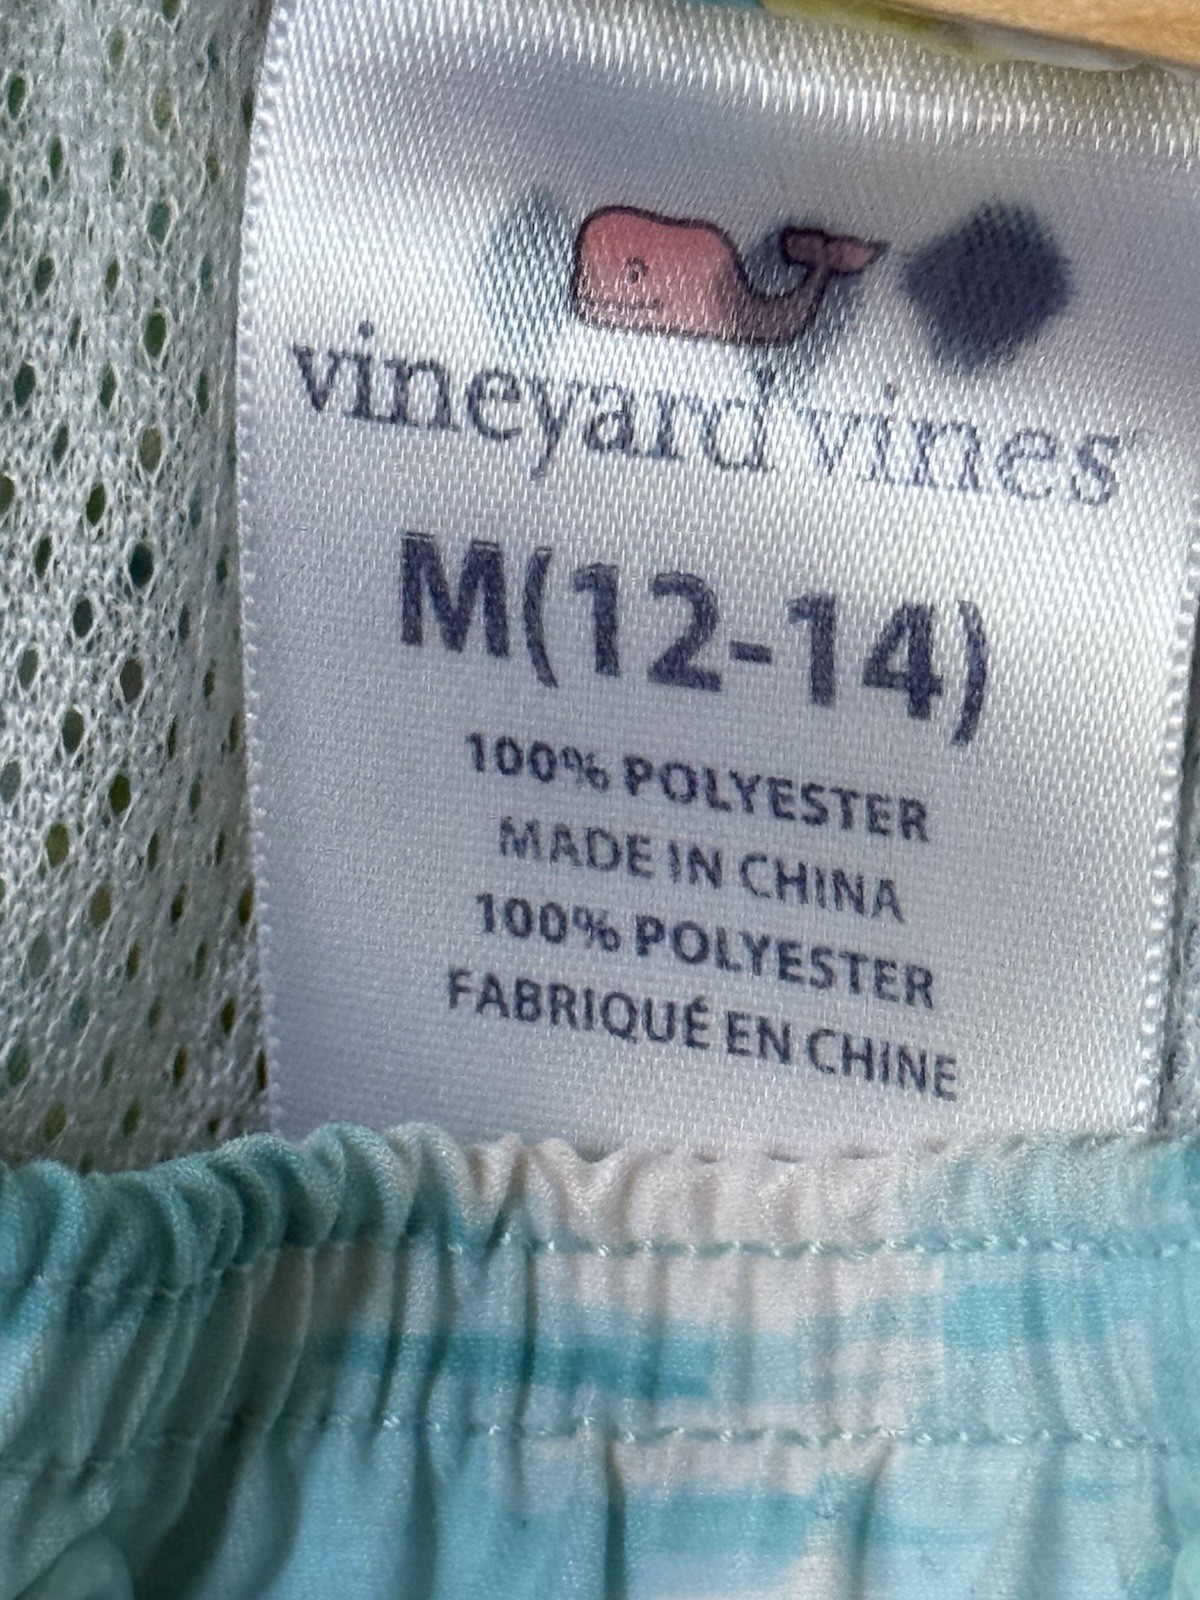 vineyard vines
M(12-14)
100% POLYESTER
MADE IN CHINA
100% POLYESTER
FABRIQUÉ EN CHINE